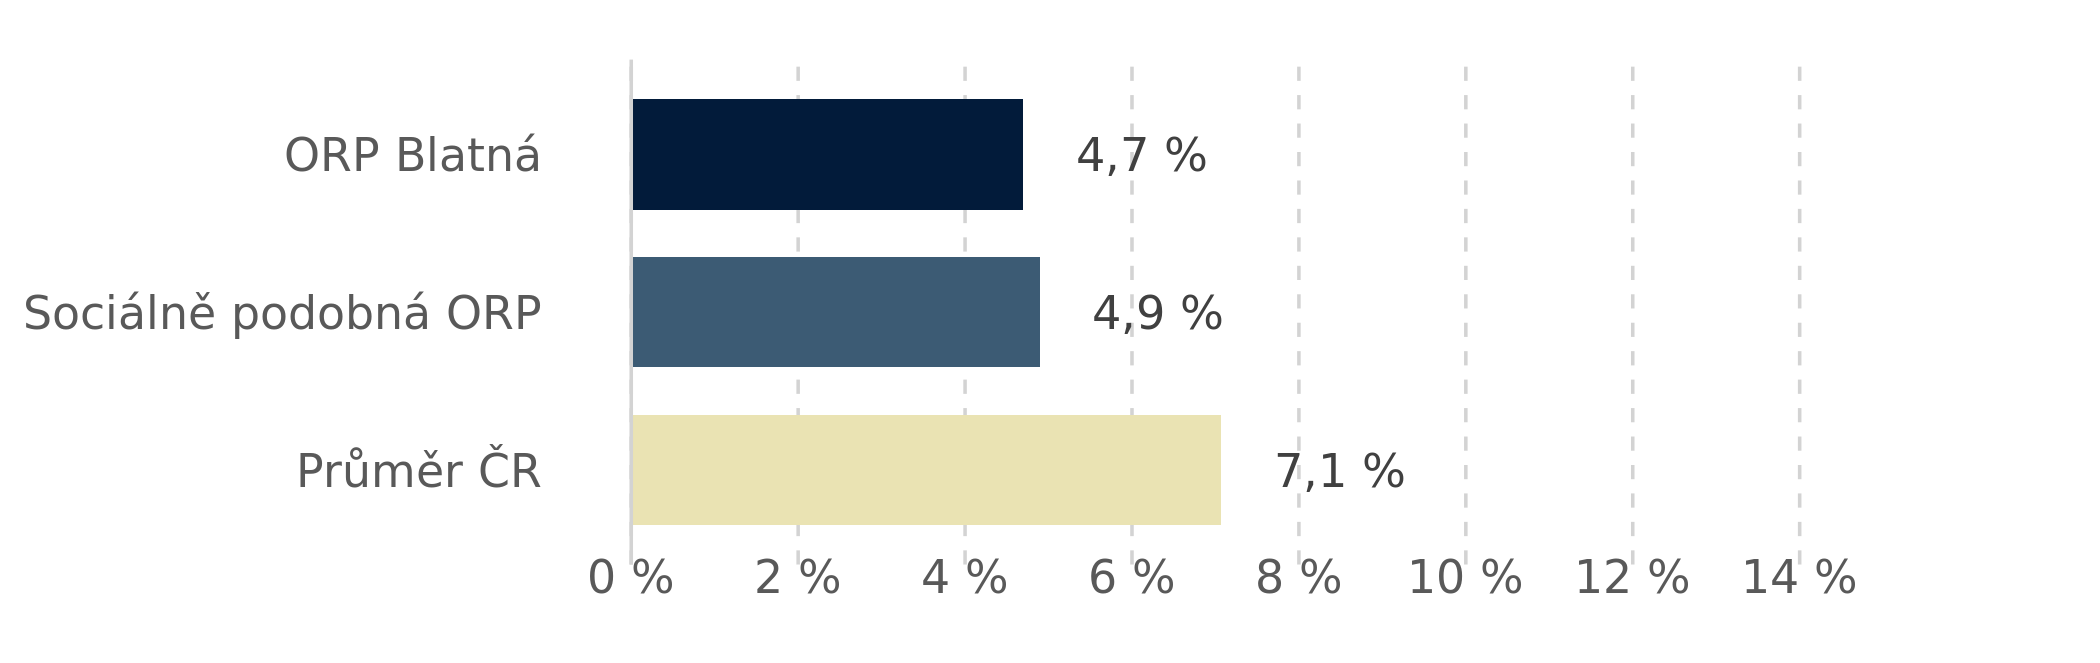 ORP Blatná 4,7 %
Sociálně podobná ORP 4,9 %
Průměr ČR 7,1 %
0 % 2 % 4 % 6 % 8 % 10 % 12 % 14 %